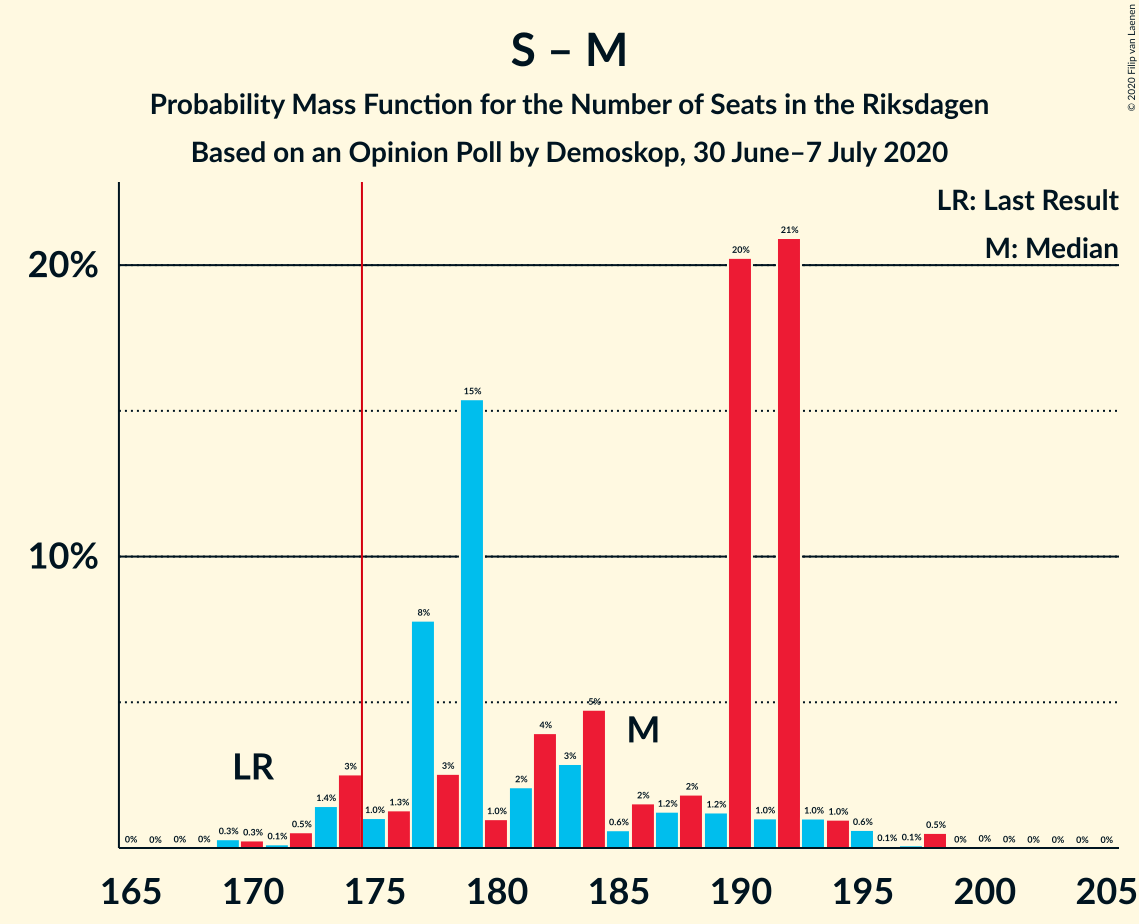 © 2020 Filip van Laenen
S – M
Probability Mass Function for the Number of Seats in the Riksdagen
Based on an Opinion Poll by Demoskop, 30 June–7 July 2020
LR: Last Result
M: Median
20%
10%
LR
M
0% 0% 0% 0% 0.3% 0.3% 0.1% 0.5% 1.4% 3% 1.0% 1.3% 8% 3% 15% 1.0% 2% 4% 3% 5% 0.6% 2% 1.2% 2% 1.2% 20% 1.0% 21% 1.0% 1.0% 0.6% 0.1% 0.1% 0.5% 0% 0% 0% 0% 0% 0% 0%
165 170 175 180 185 190 195 200 205